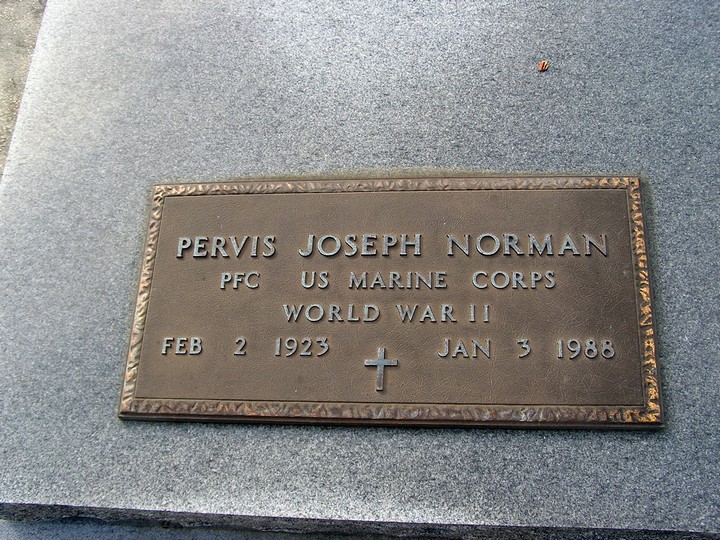 PERVIS JOSEPH NORMAN
PFC US MARINE CORPS
WORLD WAR II
FEB 2 1923 JAN 3 1988